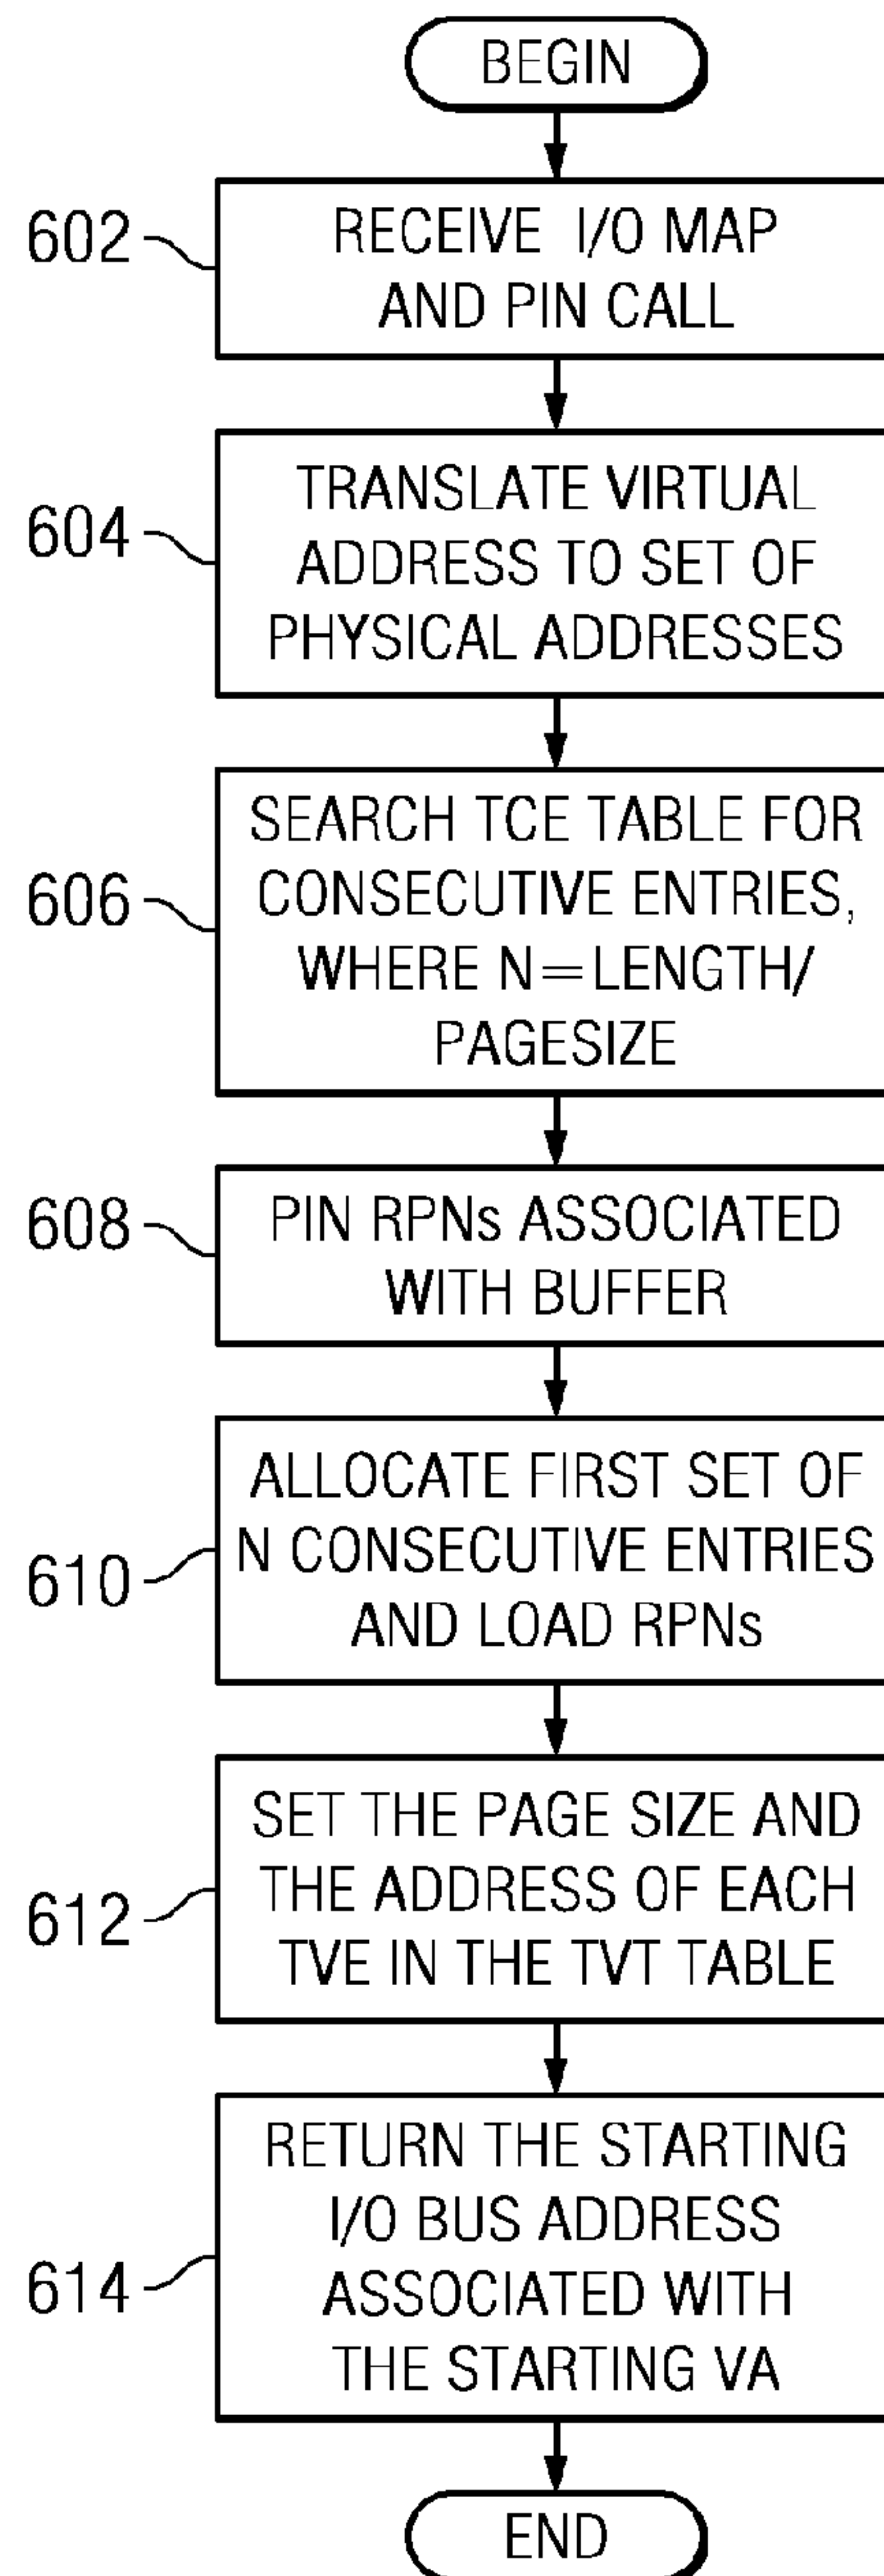 BEGIN
602
RECEIVE I/O MAP
AND PIN CALL
604
TRANSLATE VIRTUAL
ADDRESS TO SET OF
PHYSICAL ADDRESSES
606
SEARCH TCE TABLE FOR
CONSECUTIVE ENTRIES,
WHERE N=LENGTH/
PAGESIZE
608
PIN RPNs ASSOCIATED
WITH BUFFER
610
ALLOCATE FIRST SET OF
N CONSECUTIVE ENTRIES
AND LOAD RPNs
612
SET THE PAGE SIZE AND
THE ADDRESS OF EACH
TVE IN THE TVT TABLE
614
RETURN THE STARTING
I/O BUS ADDRESS
ASSOCIATED WITH
THE STARTING VA
END